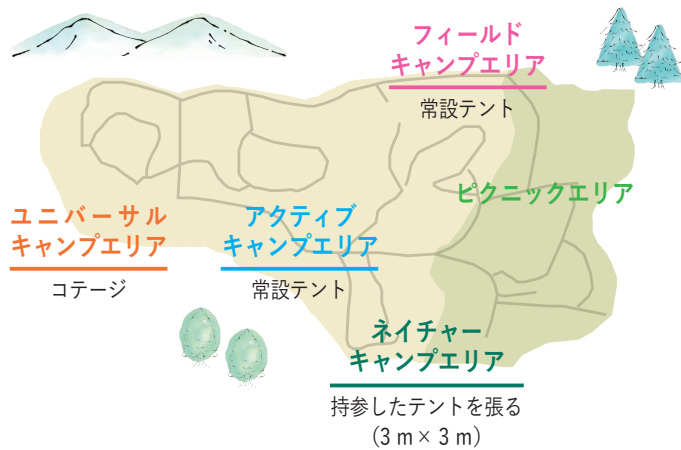 フィールド
キャンプエリア
常設テント
ピクニックエリア
ユニバーサル
キャンプエリア
コテージ
アクティブ
キャンプエリア
常設テント
ネイチャー
キャンプエリア
持参したテントを張る
（3 m× 3 m）